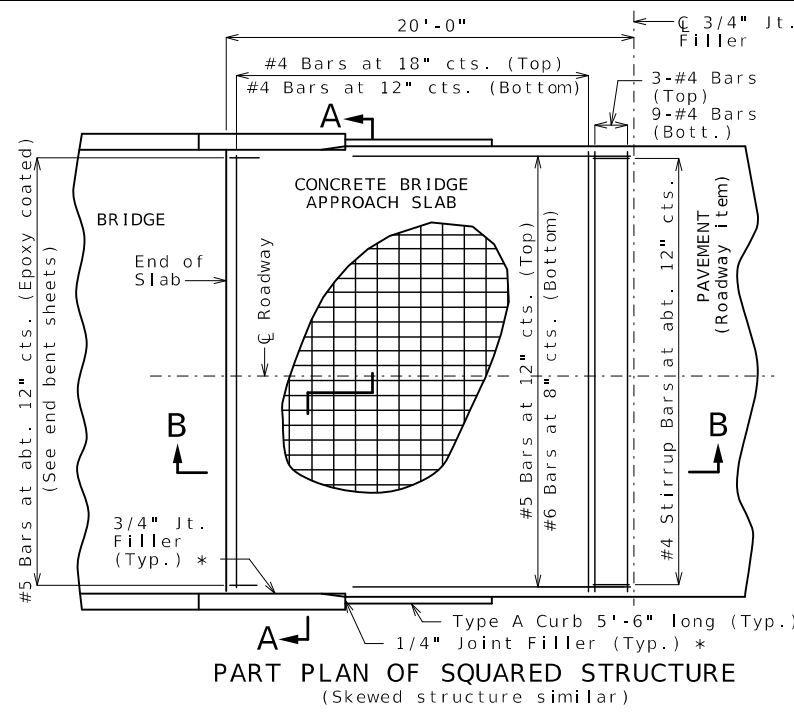 20'-0"
℄ 3/4" Jt.
Filler
#4 Bars at 18" cts. (Top)
#4 Bars at 12" cts. (Bottom)
3-#4 Bars
(Top)
9-#4 Bars
(Bott.)
A
CONCRETE BRIDGE
APPROACH SLAB
BRIDGE
End of
Slab
℄ Roadway
#5 Bars at abt. 12" cts. (Epoxy coated)
(See end bent sheets)
#5 Bars at 12" cts. (Top)
#6 Bars at 8" cts. (Bottom)
#4 Stirrup Bars at abt. 12" cts.
PAVEMENT
(Roadway item)
B
B
3/4" Jt.
Filler
(Typ.) *
Type A Curb 5'-6" long (Typ.)
A
1/4" Joint Filler (Typ.) *
PART PLAN OF SQUARED STRUCTURE
(Skewed structure similar)